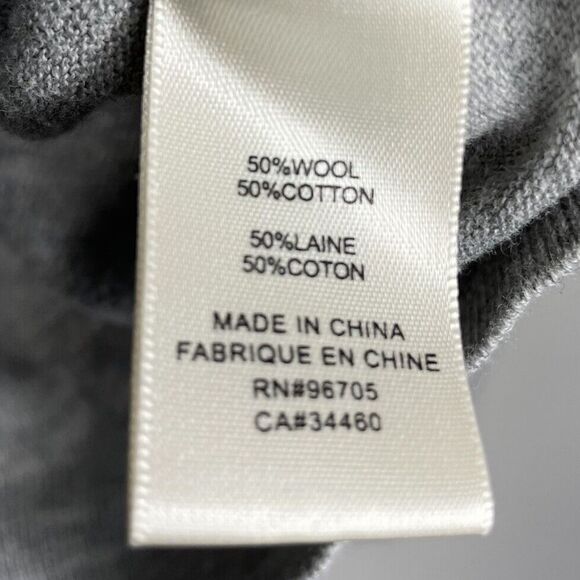 50%WOOL
50%COTTON
50%LAINE
50%COTON
MADE IN CHINA
FABRIQUE EN CHINE
RN#96705
CA#34460